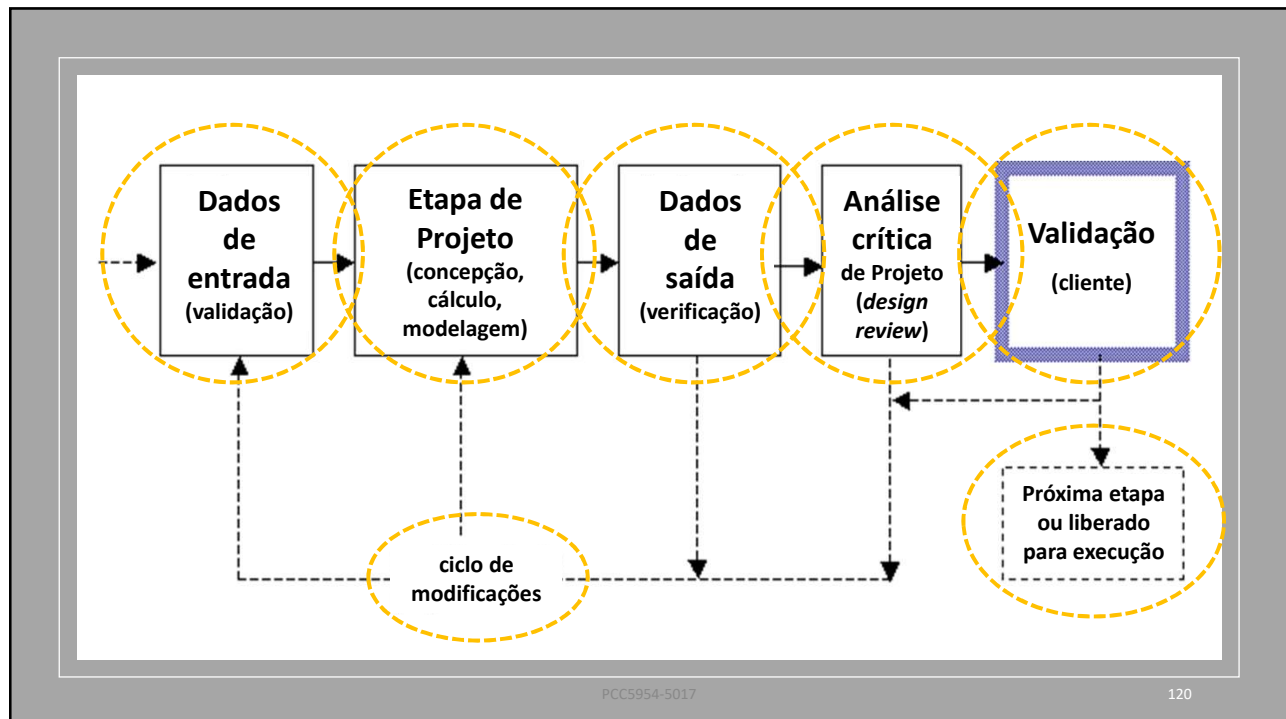 Dados
de
entrada
(validação)
Etapa de
Projeto
(concepção,
cálculo,
modelagem)
Dados
de
saída
(verificação)
Análise
crítica
de Projeto
(design
review)
Validação
(cliente)
Próxima etapa
ou liberado
para execução
ciclo de
modificações
PCC5954-5017
120